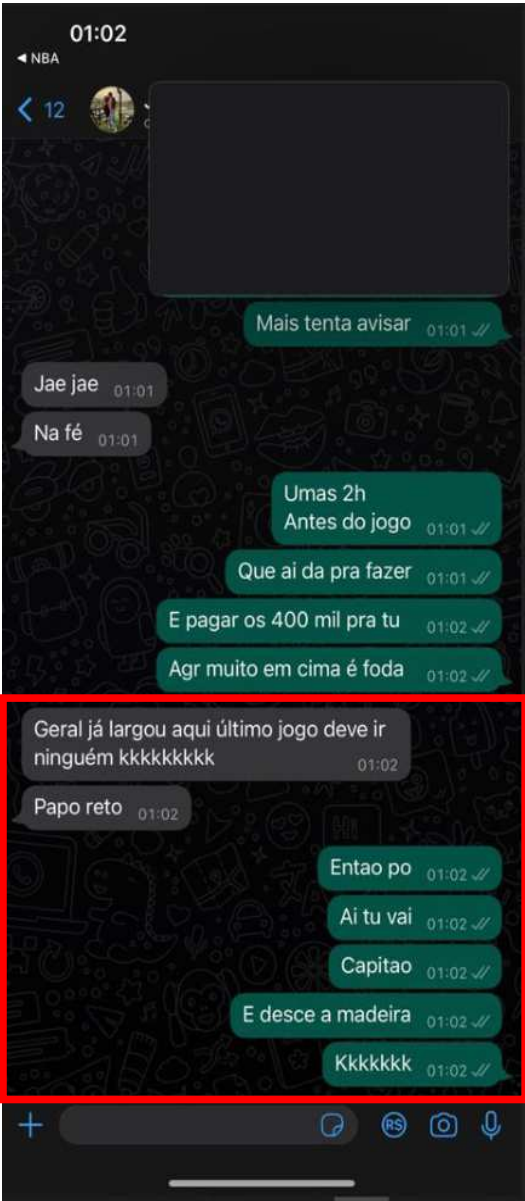 01:02
◀ NBA
12
Mais tenta avisar 01:01
Jae jae 01:01
Na fé 01:01
Umas 2h
Antes do jogo 01:01
Que ai da pra fazer 01:01
E pagar os 400 mil pra tu 01:02
Agr muito em cima é foda 01:02
Geral já largou aqui último jogo deve ir
ninguém kkkkkkkkk 01:02
Papo reto 01:02
Entao po 01:02
Ai tu vai 01:02
Capitao 01:02
E desce a madeira 01:02
Kkkkkkk 01:02
R$